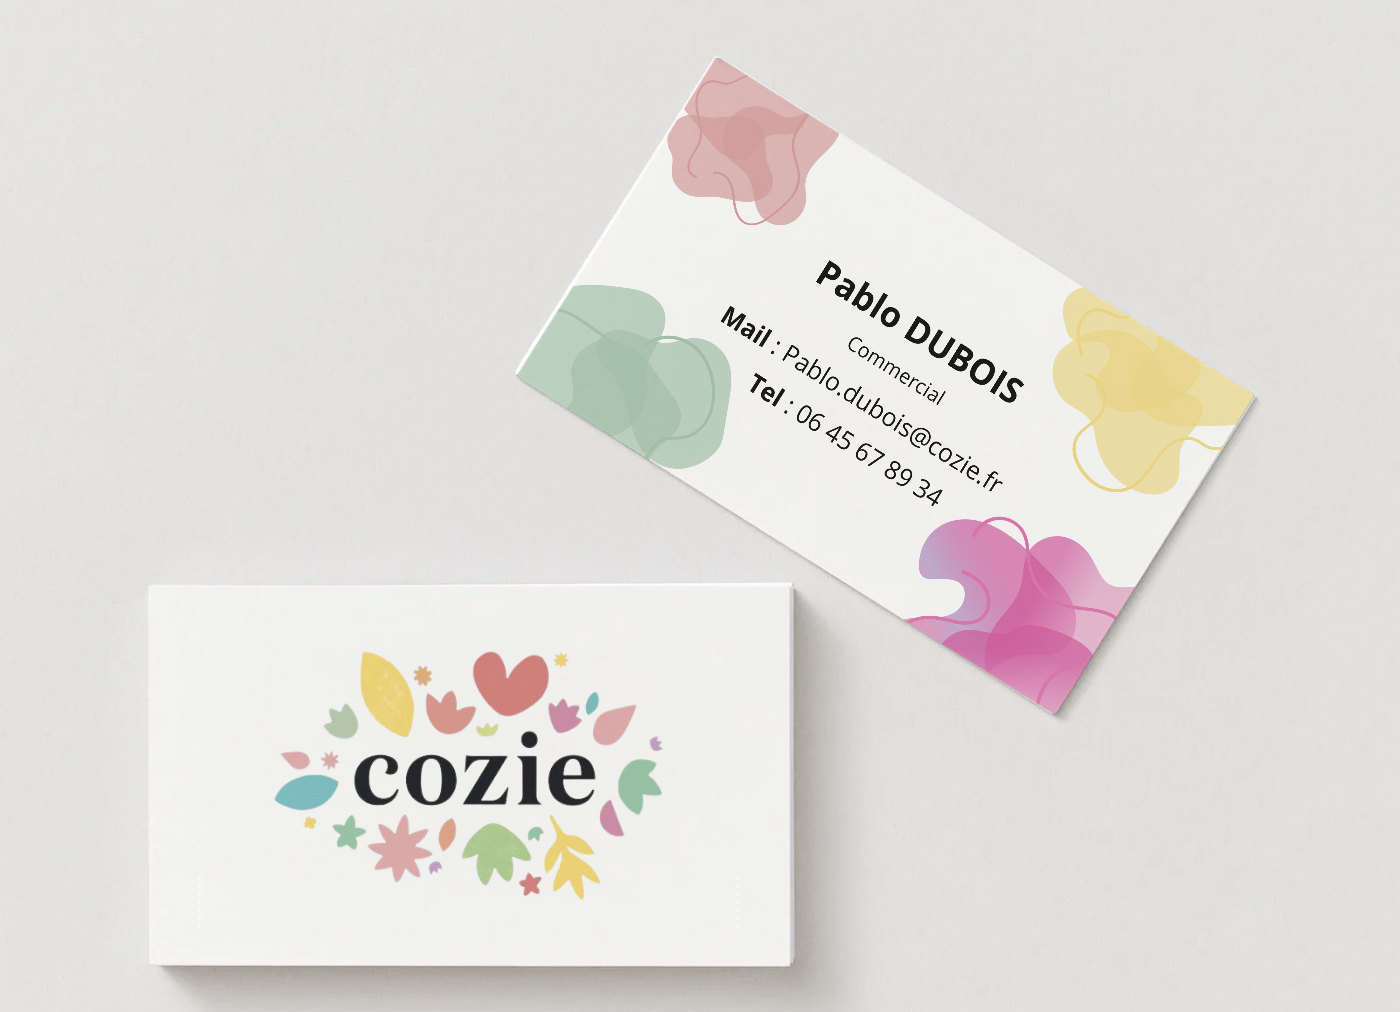 Pablo DUBOIS
Commercial
Mail : Pablo.dubois@cozie.fr
Tel : 06 45 67 89 34
cozie